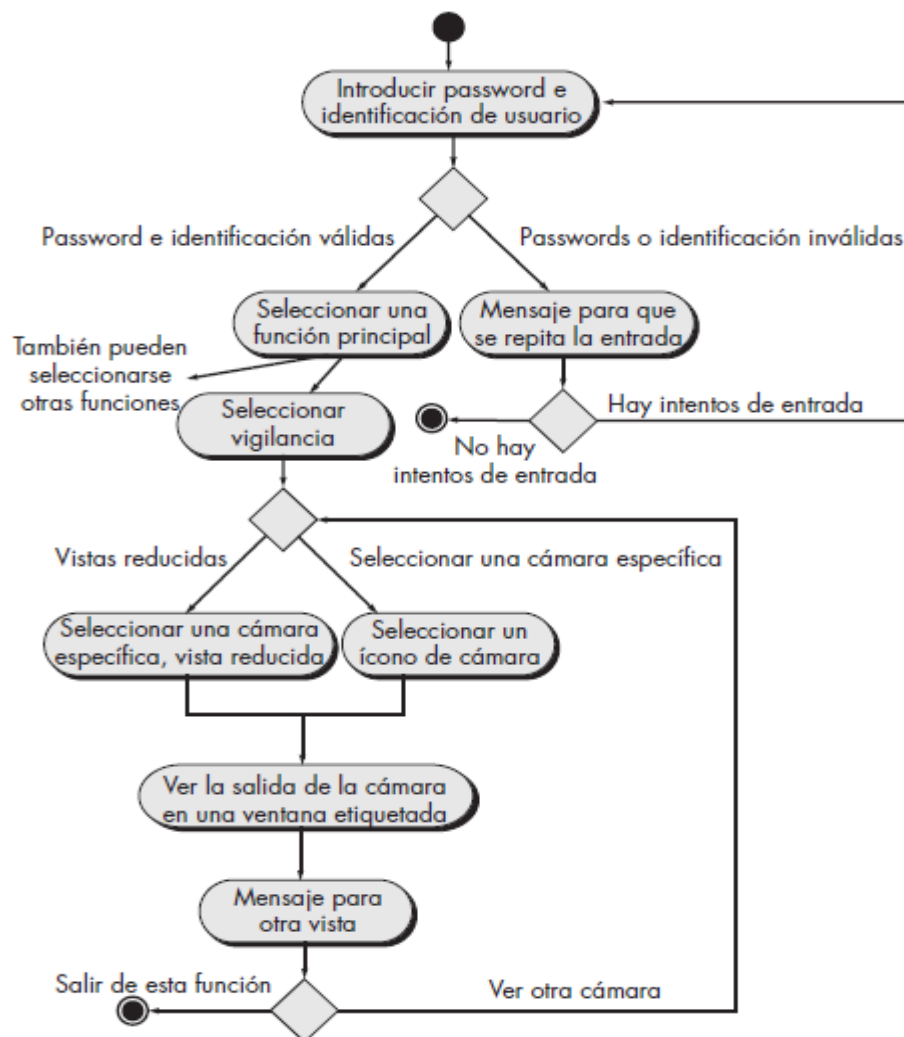 Introducir password e
identificación de usuario
Password e identificación válidas
Passwords o identificación inválidas
Seleccionar una
función principal
Mensaje para que
se repita la entrada
También pueden
seleccionarse
otras funciones
Seleccionar
vigilancia
Hay intentos de entrada
No hay
intentos de entrada
Vistas reducidas
Seleccionar una cámara específica
Seleccionar una cámara
específica, vista reducida
Seleccionar un
ícono de cámara
Ver la salida de la cámara
en una ventana etiquetada
Mensaje para
otra vista
Salir de esta función
Ver otra cámara